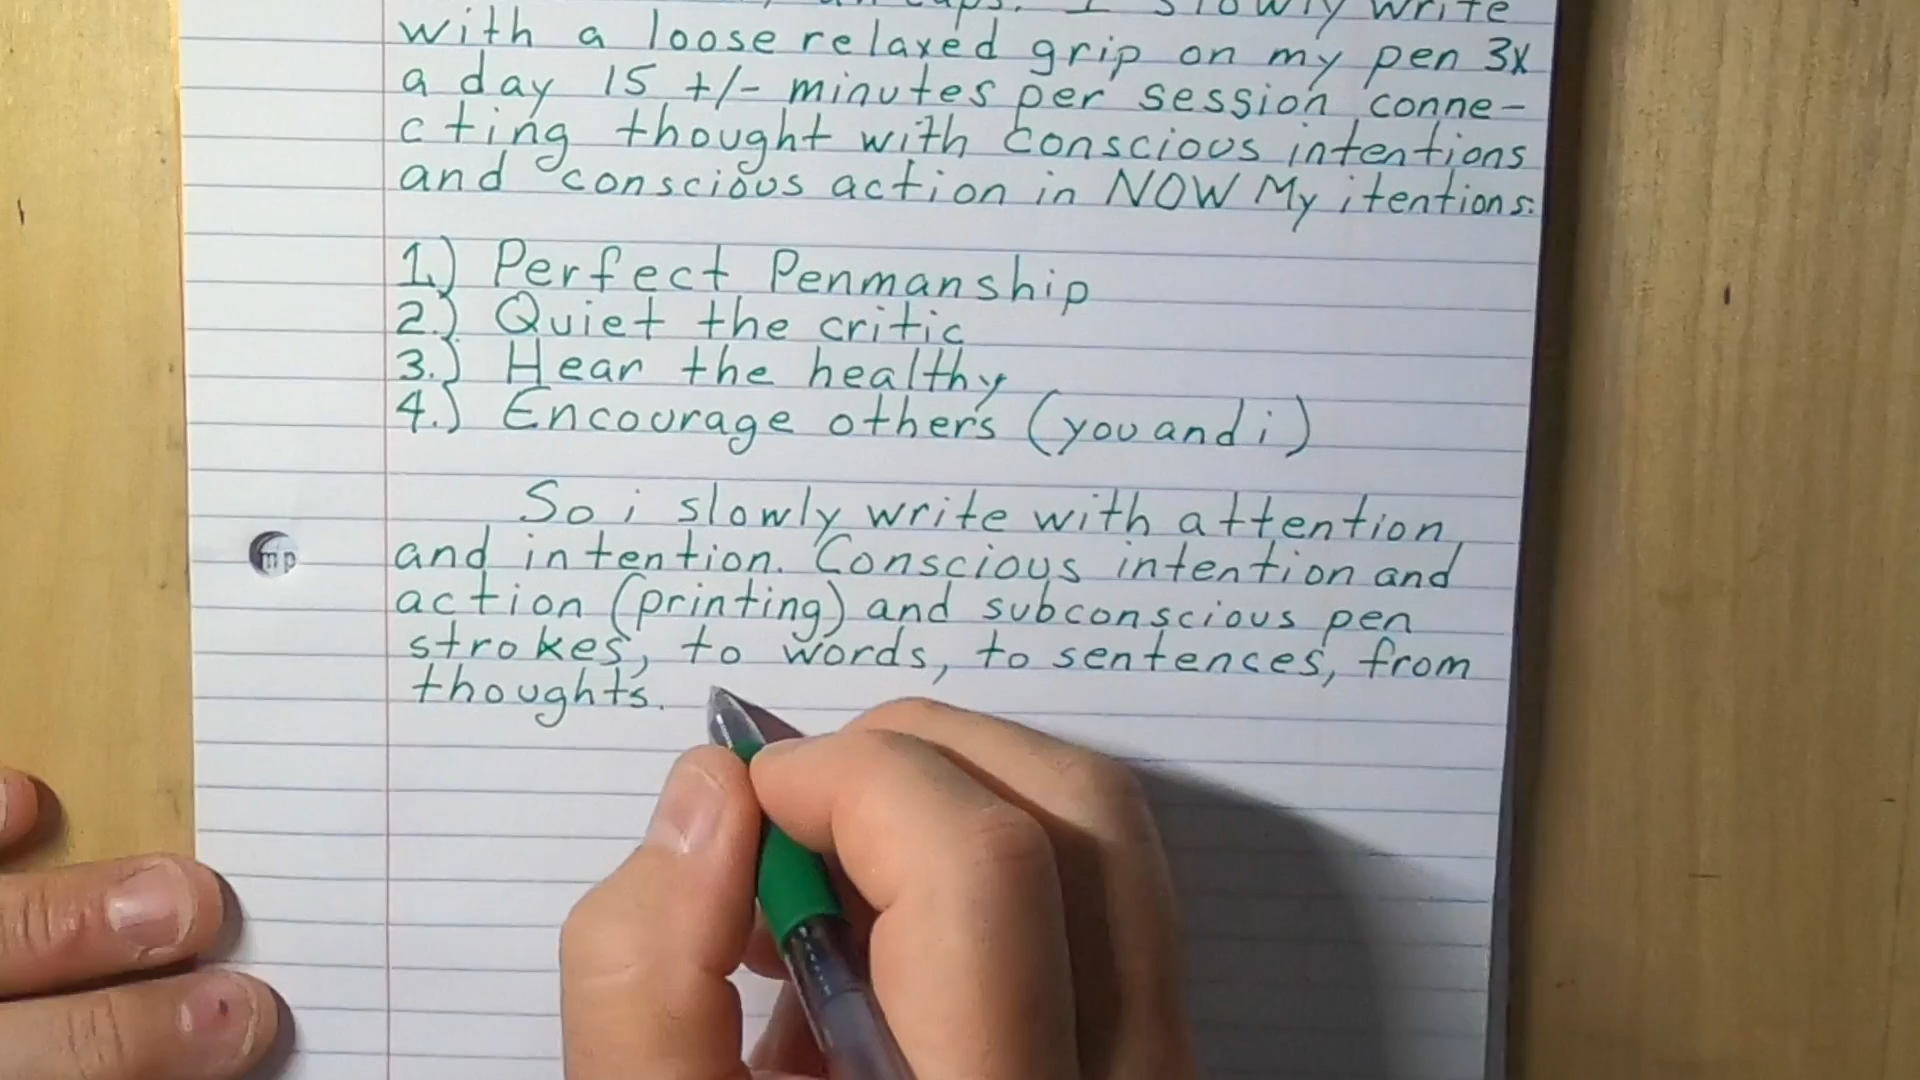 I slowly write
with a loose relaxed grip on my pen 3x
a day 15 +/- minutes per session conne-
cting thought with conscious intentions
and conscious action in NOW My itentions:
1.) Perfect Penmanship
2.) Quiet the critic
3.) Hear the healthy
4.) Encourage others (you and i)
So i slowly write with attention
and intention. Conscious intention and
action (printing) and subconscious pen
strokes, to words, to sentences, from
thoughts.
mp